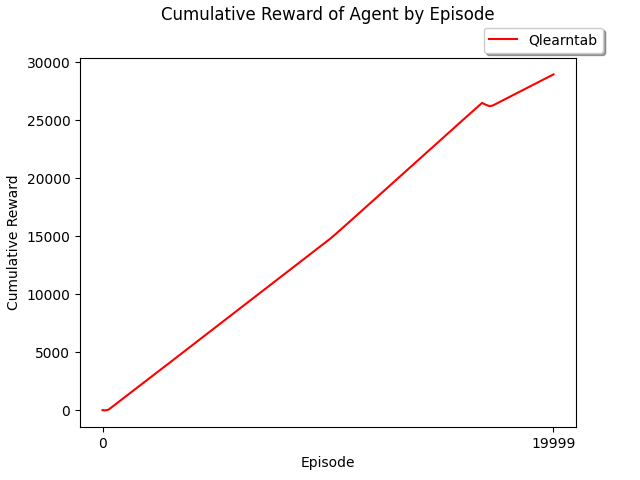 Cumulative Reward of Agent by Episode
Qlearntab
30000
25000
20000
15000
10000
5000
0
Cumulative Reward
0 19999
Episode